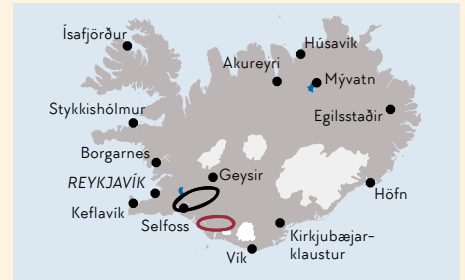 Ísafjörður
Húsavík
Akureyri
Mývatn
Egilsstaðir
Stykkishólmur
Borgarnes
REYKJAVÍK
Geysir
Höfn
Keflavík
Selfoss
Kirkjubæjar–
klaustur
Vík